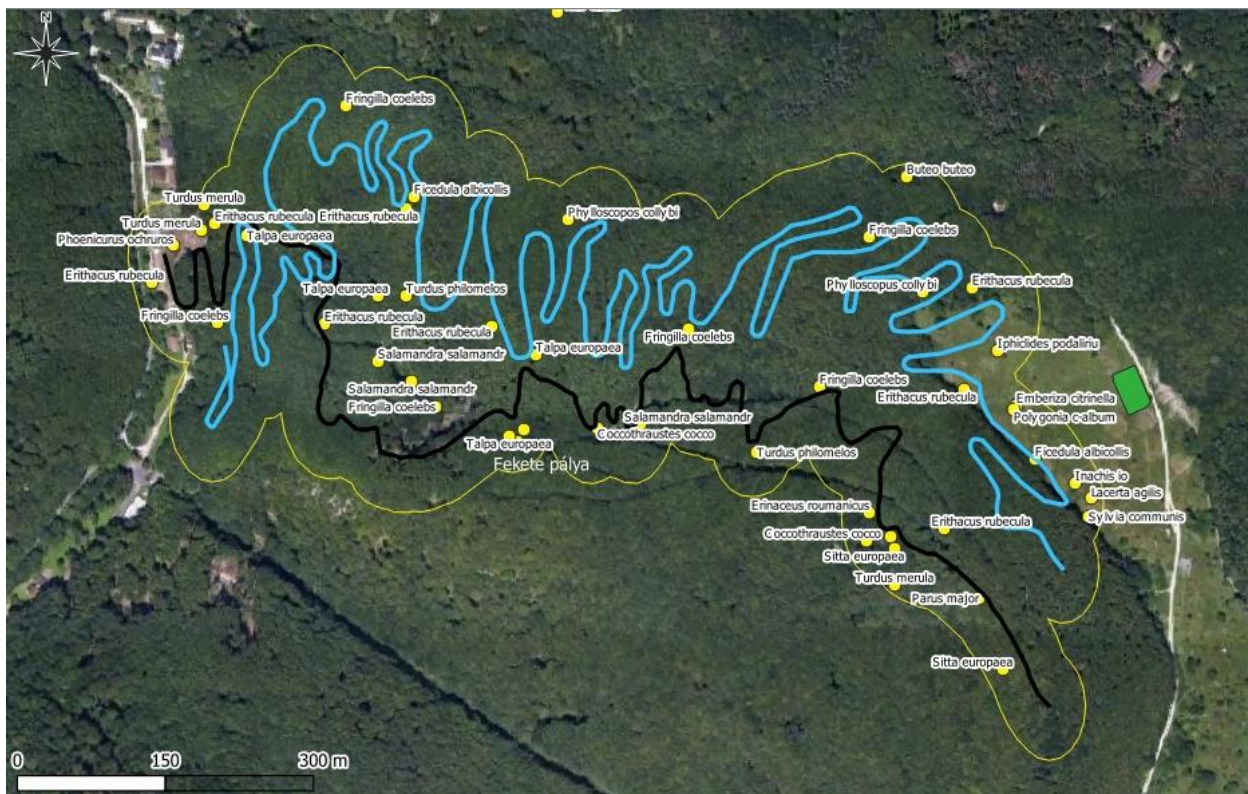 N
Fringilla coelebs
Buteo buteo
Turdus merula
Ficedula albicollis
Erithacus rubecula
Erithacus rubecula
Phylloscopos collybi
Turdus merula
Talpa europaea
Phoenicurus ochruros
Fringilla coelebs
Erithacus rubecula
Talpa europaea
Turdus philomelos
Phylloscopus collybi
Erithacus rubecula
Fringilla coelebs
Erithacus rubecula
Erithacus rubecula
Fringilla coelebs
Talpa europaea
Iphiclides podaliriu
Salamandra salamandr
Salamandra salamandr
Fringilla coelebs
Erithacus rubecula
Emberiza citrinella
Fringilla coelebs
Salamandra salamandr
Polygonia c-album
Talpa europaea
Coccothraustes cocco
Fekete pálya
Turdus philomelos
Ficedula albicollis
Inachis io
Lacerta agilis
Erinaceus roumanicus
Sylvia communis
Coccothraustes cocco
Erithacus rubecula
Sitta europaea
Turdus merula
Parus major
Sitta europaea
0 150 300 m